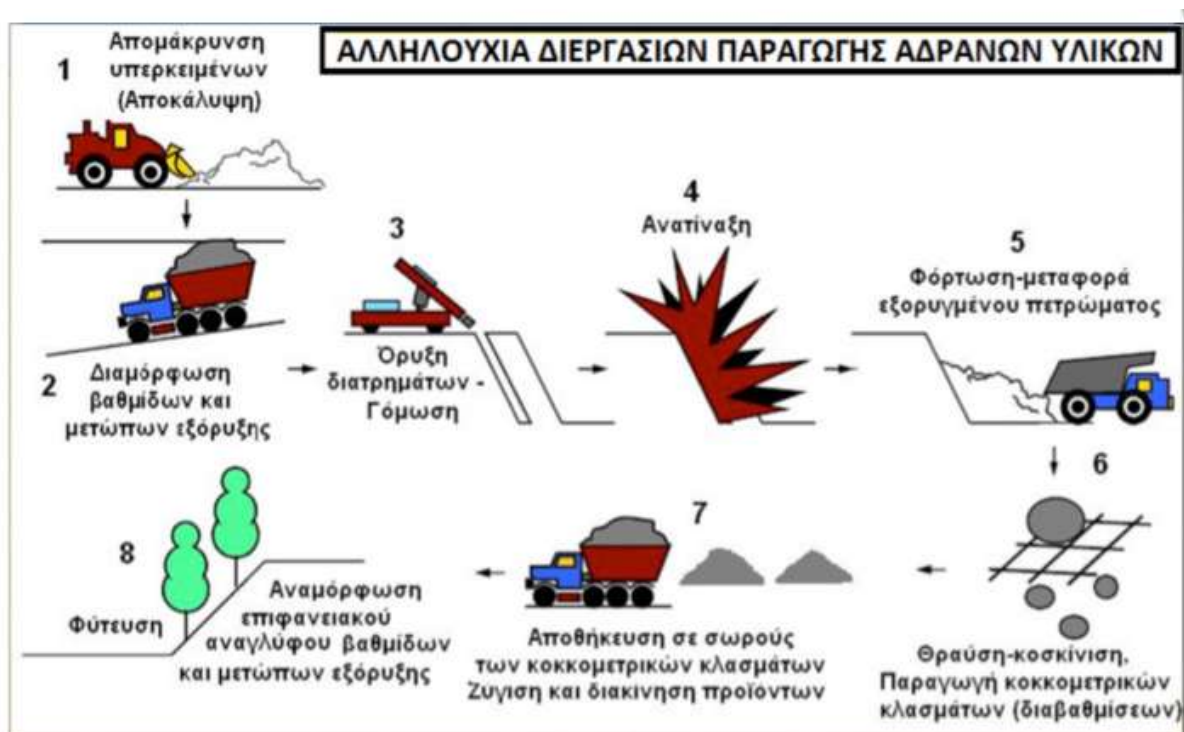 ΑΛΛΗΛΟΥΧΙΑ ΔΙΕΡΓΑΣΙΩΝ ΠΑΡΑΓΩΓΗΣ ΑΔΡΑΝΩΝ ΥΛΙΚΩΝ
1
Απομάκρυνση
υπερκειμένων
(Αποκάλυψη)
2
Διαμόρφωση
βαθμίδων και
μετώπων εξόρυξης
3
Όρυξη
διατρημάτων -
Γόμωση
4
Ανατίναξη
5
Φόρτωση-μεταφορά
εξορυγμένου πετρώματος
6
Θραύση-κοσκίνιση.
Παραγωγή κοκκομετρικών
κλασμάτων (διαβαθμίσεων)
7
Αποθήκευση σε σωρούς
των κοκκομετρικών κλασμάτων
Ζύγιση και διακίνηση προϊοντων
8
Φύτευση
Αναμόρφωση
επιφανειακού
αναγλύφου βαθμίδων
και μετώπων εξόρυξης